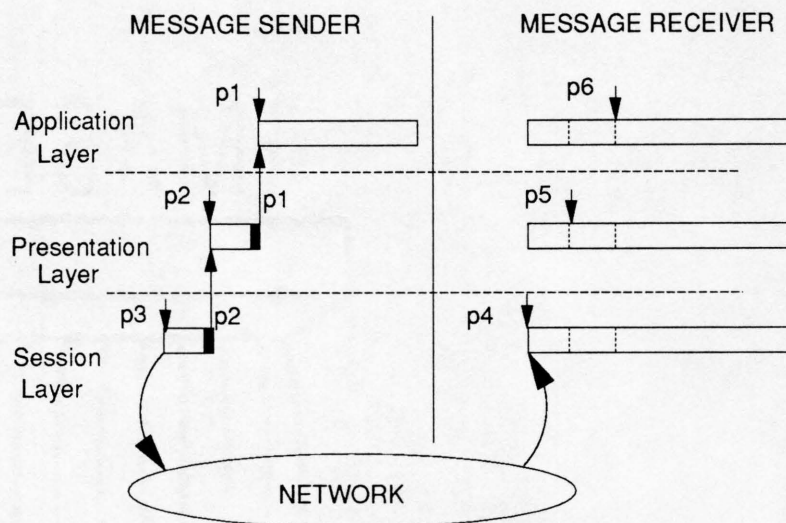 MESSAGE SENDER
MESSAGE RECEIVER
p1
p6
Application
Layer
p2
p1
p5
Presentation
Layer
p3
p2
p4
Session
Layer
NETWORK